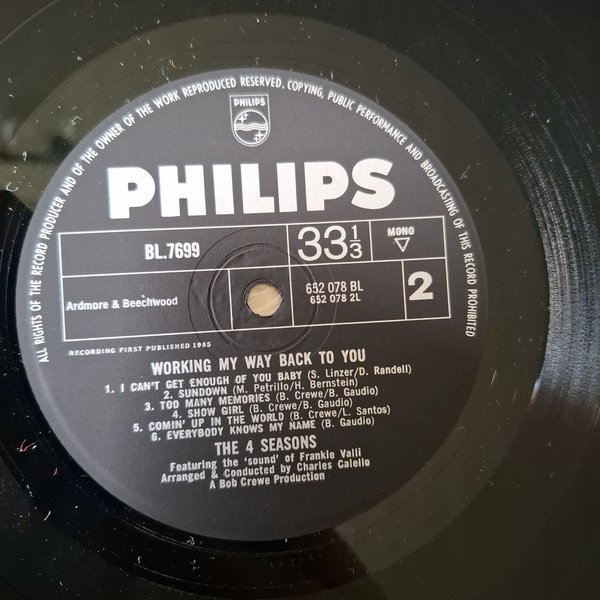 ALL RIGHTS OF THE RECORD PRODUCER AND OF THE OWNER OF THE WORK REPRODUCED RESERVED. COPYING, PUBLIC PERFORMANCE AND BROADCASTING OF THIS RECORD PROHIBITED
PHILIPS
PHILIPS
BL.7699
33 1/3
MONO
Ardmore & Beechwood
652 078 BL
652 078 2L
2
RECORDING FIRST PUBLISHED 1965
WORKING MY WAY BACK TO YOU
1. I CAN'T GET ENOUGH OF YOU BABY (S. Linzer/D. Randell)
2. SUNDOWN (M. Petrillo/H. Bernstein)
3. TOO MANY MEMORIES (B. Crewe/B. Gaudio)
4. SHOW GIRL (B. Crewe/B. Gaudio)
5. COMIN' UP IN THE WORLD (B. Crewe/L. Santos)
6. EVERYBODY KNOWS MY NAME (B. Gaudio)
THE 4 SEASONS
Featuring the 'sound' of Frankie Valli
Arranged & Conducted by Charles Calello
A Bob Crewe Production